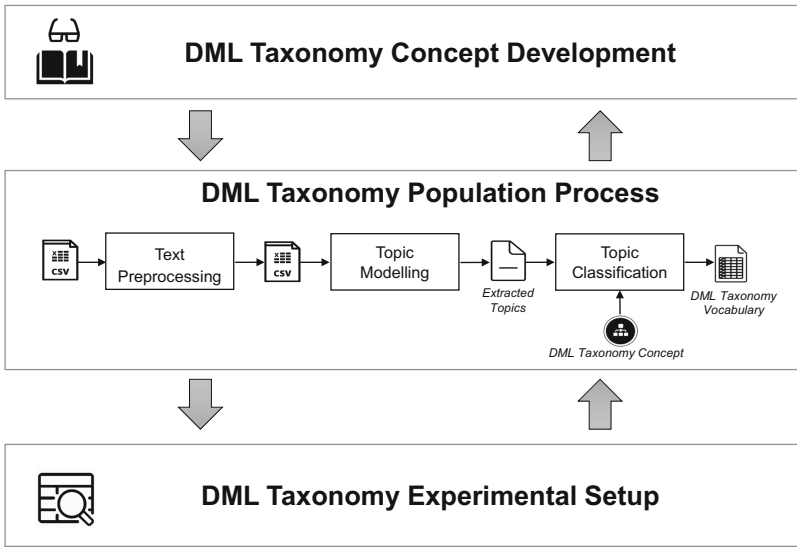 DML Taxonomy Concept Development
DML Taxonomy Population Process
CSV
Text
Preprocessing
CSV
Topic
Modelling
Extracted
Topics
Topic
Classification
DML Taxonomy
Vocabulary
DML Taxonomy Concept
DML Taxonomy Experimental Setup